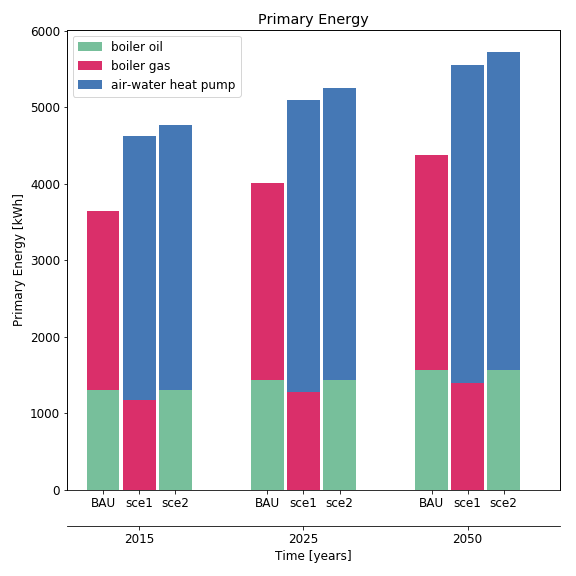 Primary Energy
boiler oil
boiler gas
air-water heat pump
6000
5000
4000
3000
2000
1000
0
Primary Energy [kWh]
BAU sce1 sce2 BAU sce1 sce2 BAU sce1 sce2
2015 2025 2050
Time [years]